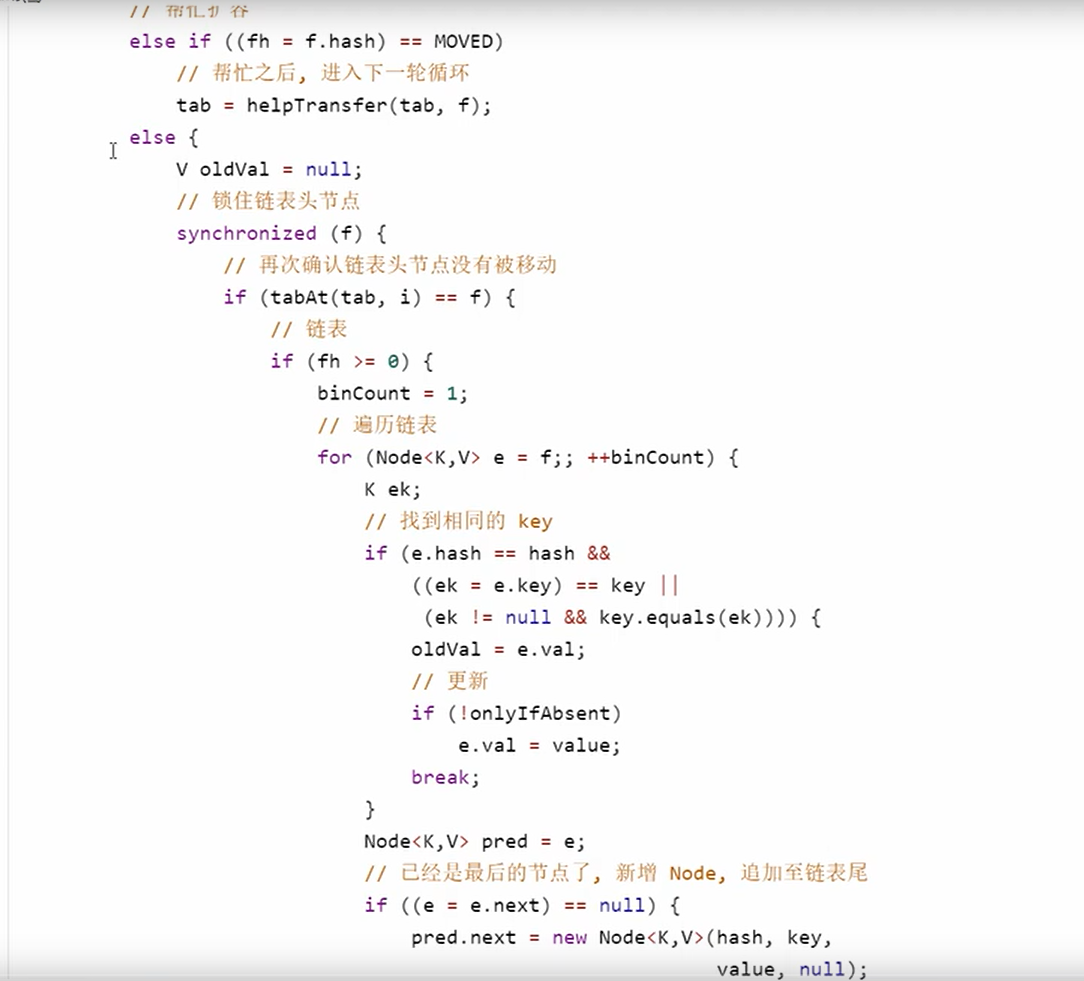 // 帮忙扩容
else if ((fh = f.hash) == MOVED)
// 帮忙之后, 进入下一轮循环
tab = helpTransfer(tab, f);
else {
V oldVal = null;
// 锁住链表头节点
synchronized (f) {
// 再次确认链表头节点没有被移动
if (tabAt(tab, i) == f) {
// 链表
if (fh >= 0) {
binCount = 1;
// 遍历链表
for (Node<K,V> e = f;; ++binCount) {
K ek;
// 找到相同的 key
if (e.hash == hash &&
((ek = e.key) == key ||
(ek != null && key.equals(ek)))) {
oldVal = e.val;
// 更新
if (!onlyIfAbsent)
e.val = value;
break;
}
Node<K,V> pred = e;
// 已经是最后的节点了, 新增 Node, 追加至链表尾
if ((e = e.next) == null) {
pred.next = new Node<K,V>(hash, key,
value, null);